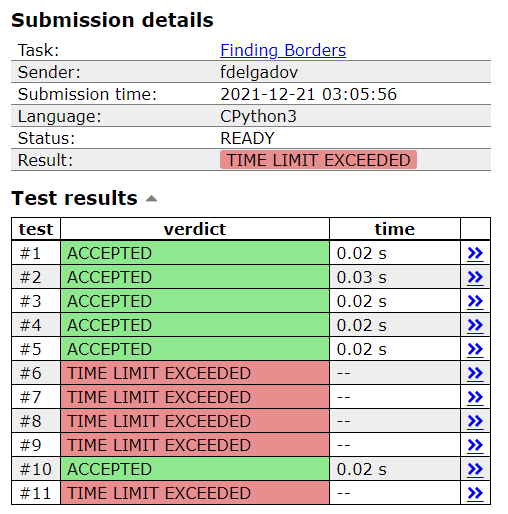 Submission details
Task: Finding Borders
Sender: fdelgadov
Submission time: 2021-12-21 03:05:56
Language: CPython3
Status: READY
Result: TIME LIMIT EXCEEDED
Test results
test verdict time
#1 ACCEPTED 0.02 s
#2 ACCEPTED 0.03 s
#3 ACCEPTED 0.02 s
#4 ACCEPTED 0.02 s
#5 ACCEPTED 0.02 s
#6 TIME LIMIT EXCEEDED --
#7 TIME LIMIT EXCEEDED --
#8 TIME LIMIT EXCEEDED --
#9 TIME LIMIT EXCEEDED --
#10 ACCEPTED 0.02 s
#11 TIME LIMIT EXCEEDED --